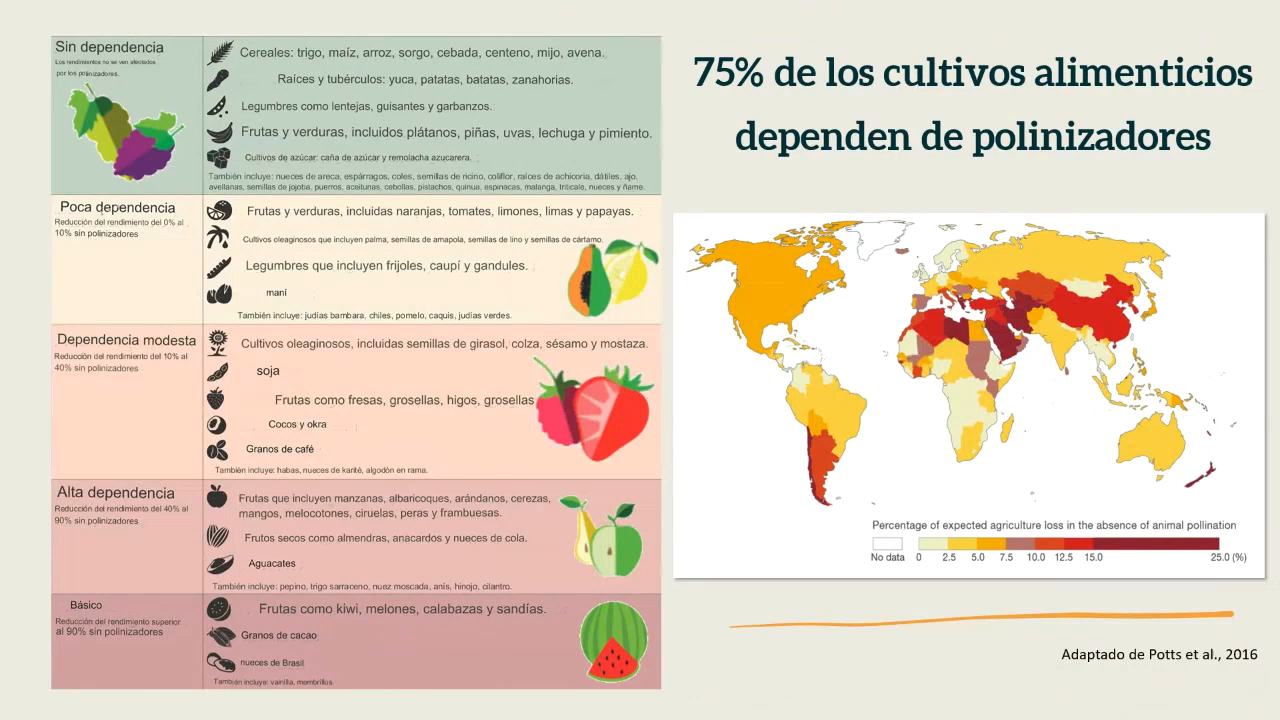 Sin dependencia
Los rendimientos no se ven afectados
por los polinizadores.
Cereales: trigo, maíz, arroz, sorgo, cebada, centeno, mijo, avena.
Raíces y tubérculos: yuca, patatas, batatas, zanahorias.
Legumbres como lentejas, guisantes y garbanzos.
Frutas y verduras, incluidos plátanos, piñas, uvas, lechuga y pimiento.
Cultivos de azúcar: caña de azúcar y remolacha azucarera.
También incluye: nueces de areca, espárragos, coles, semillas de ricino, coliflor, raíces de achicoria, dátiles, ajo,
avellanas, semillas de jojoba, puerros, aceitunas, cebollas, pistachos, quinua, espinacas, malanga, triticale, nueces y ñame.
Poca dependencia
Reducción del rendimiento del 0% al
10% sin polinizadores
Frutas y verduras, incluidas naranjas, tomates, limones, limas y papayas.
Cultivos oleaginosos que incluyen palma, semillas de amapola, semillas de lino y semillas de cártamo.
Legumbres que incluyen frijoles, caupí y gandules.
maní
También incluye: judías bambara, chiles, pomelo, caquis, judías verdes.
Dependencia modesta
Reducción del rendimiento del 10% al
40% sin polinizadores
Cultivos oleaginosos, incluidas semillas de girasol, colza, sésamo y mostaza.
soja
Frutas como fresas, grosellas, higos, grosellas
Cocos y okra
Granos de café
También incluye: habas, nueces de karité, algodón en rama.
Alta dependencia
Reducción del rendimiento del 40% al
90% sin polinizadores
Frutas que incluyen manzanas, albaricoques, arándanos, cerezas,
mangos, melocotones, ciruelas, peras y frambuesas.
Frutos secos como almendras, anacardos y nueces de cola.
Aguacates
También incluye: pepino, trigo sarraceno, nuez moscada, anís, hinojo, cilantro.
Básico
Reducción del rendimiento superior
al 90% sin polinizadores
Frutas como kiwi, melones, calabazas y sandías.
Granos de cacao
nueces de Brasil
También incluye: vainilla, membrillos.
75% de los cultivos alimenticios
dependen de polinizadores
Percentage of expected agriculture loss in the absence of animal pollination
No data 0 2.5 5.0 7.5 10.0 12.5 15.0 25.0 (%)
Adaptado de Potts et al., 2016